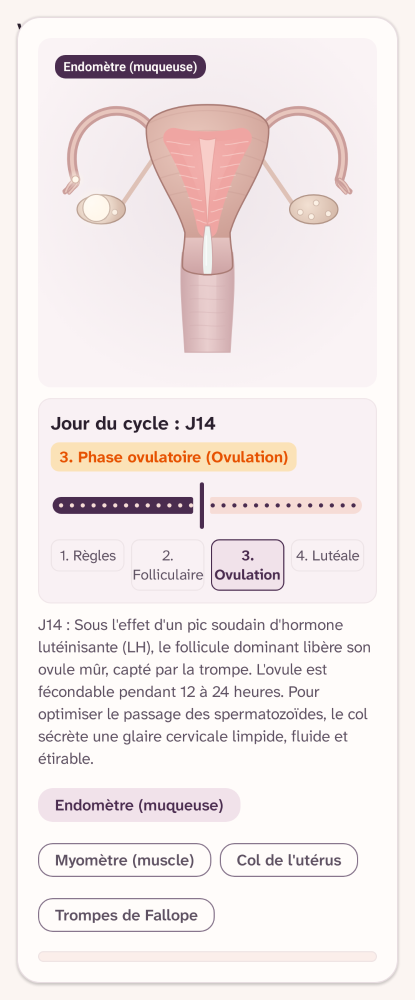 Endomètre (muqueuse)
Jour du cycle : J14
3. Phase ovulatoire (Ovulation)
1. Règles
2. Folliculaire
3. Ovulation
4. Lutéale
J14 : Sous l'effet d'un pic soudain d'hormone
lutéinisante (LH), le follicule dominant libère son
ovule mûr, capté par la trompe. L'ovule est
fécondable pendant 12 à 24 heures. Pour
optimiser le passage des spermatozoïdes, le col
sécrète une glaire cervicale limpide, fluide et
étirable.
Endomètre (muqueuse)
Myomètre (muscle)
Col de l'utérus
Trompes de Fallope